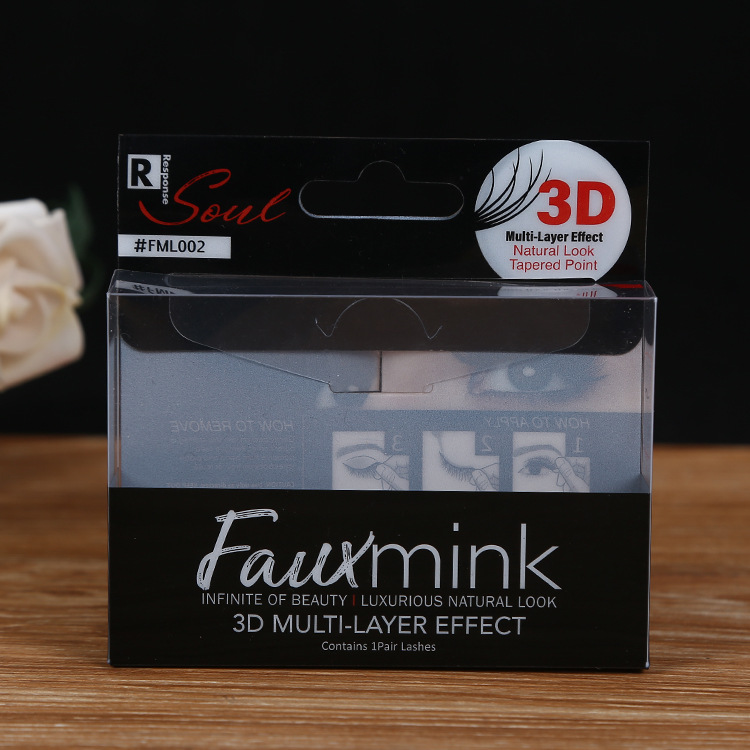 R
Response
Soul
#FML002
3D
Multi-Layer Effect
Natural Look
Tapered Point
HOW TO REMOVE
HOW TO APPLY
3 2 1
Fauxmink
INFINITE OF BEAUTY | LUXURIOUS NATURAL LOOK
3D MULTI-LAYER EFFECT
Contains 1Pair Lashes